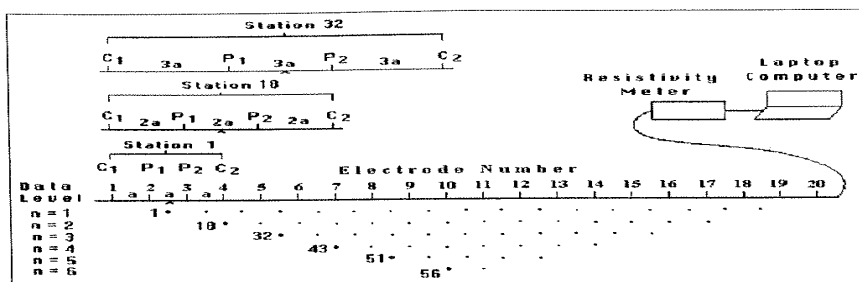 Station 32
C1 3a P1 3a P2 3a C2
Station 18
C1 2a P1 2a P2 2a C2
Station 1
C1 P1 P2 C2
Laptop
Computer
Resistivity
Meter
Electrode Number
Data
Level
1 2 3 4 5 6 7 8 9 10 11 12 13 14 15 16 17 18 19 20
a a a
n = 1 1
n = 2 18
n = 3 32
n = 4 43
n = 5 51
n = 6 56